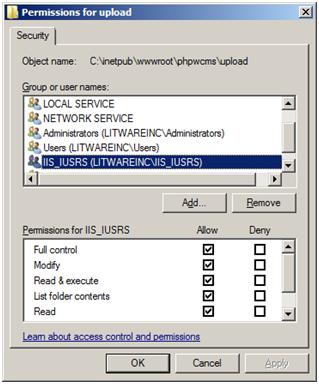 Permissions for upload
Security
Object name: C:\inetpub\wwwroot\phpwcms\upload
Group or user names:
LOCAL SERVICE
NETWORK SERVICE
Administrators (LITWAREINC\Administrators)
Users (LITWAREINC\Users)
IIS_IUSRS (LITWAREINC\IIS_IUSRS)
Add... Remove
Permissions for IIS_IUSRS Allow Deny
Full control
Modify
Read & execute
List folder contents
Read
Learn about access control and permissions
OK Cancel Apply